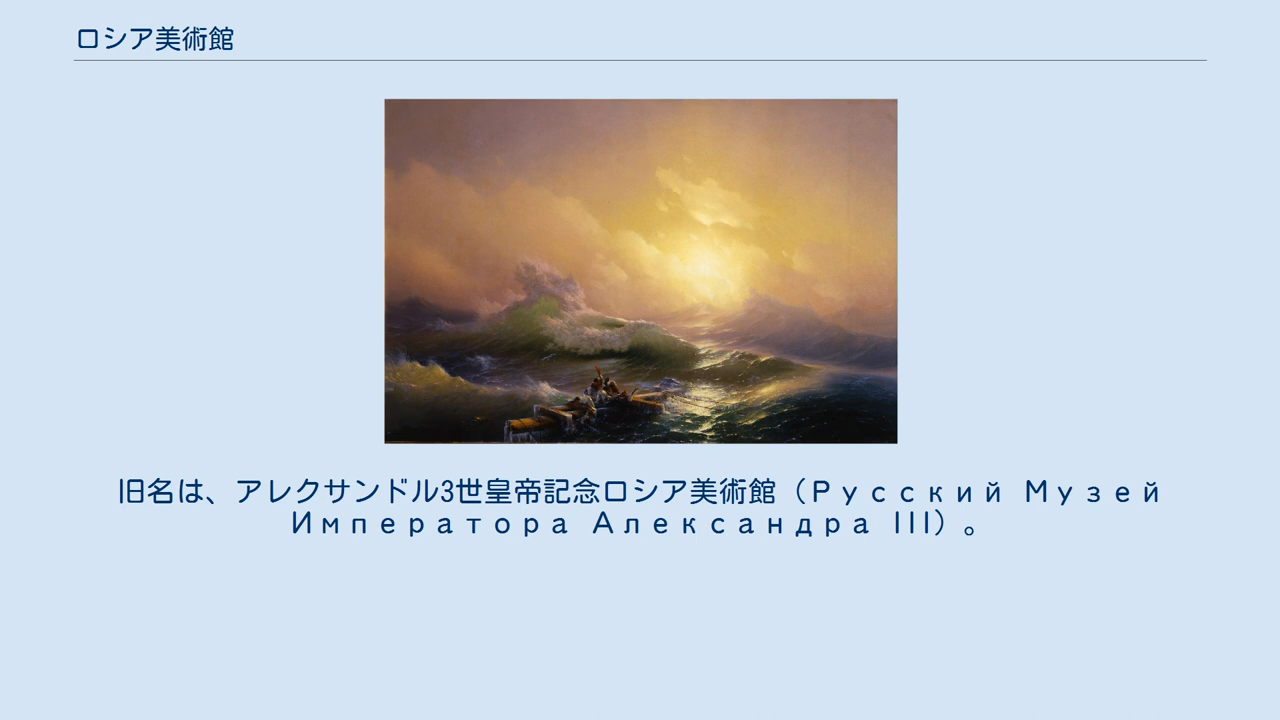 ロシア美術館
旧名は、アレクサンドル3世皇帝記念ロシア美術館（Русский Музей
Императора Александра III）。